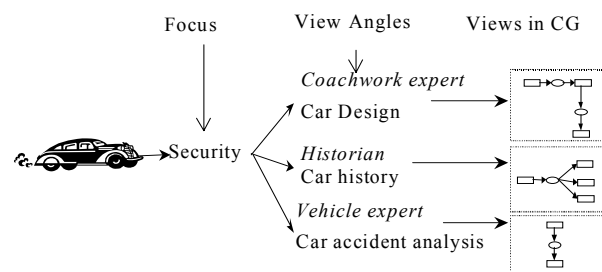 Focus
View Angles
Views in CG
Coachwork expert
Car Design
Security
Historian
Car history
Vehicle expert
Car accident analysis